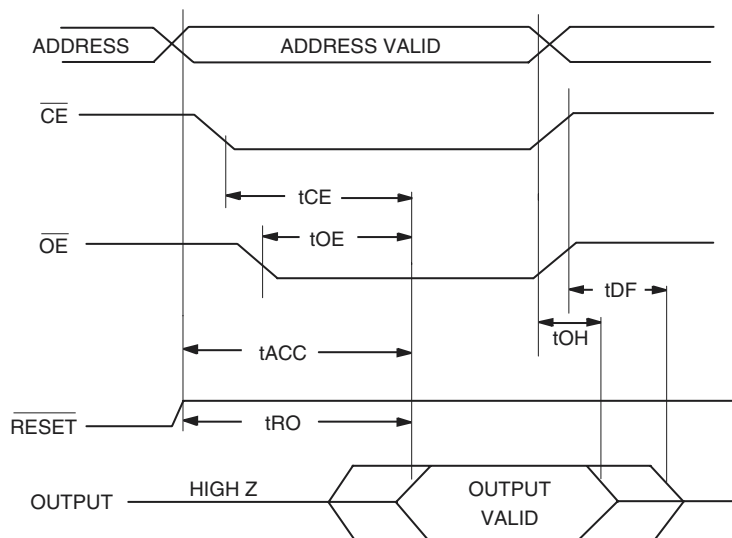 ADDRESS ADDRESS VALID
CE
tCE
OE tOE
tDF
tOH
tACC
RESET tRO
OUTPUT HIGH Z OUTPUT
VALID